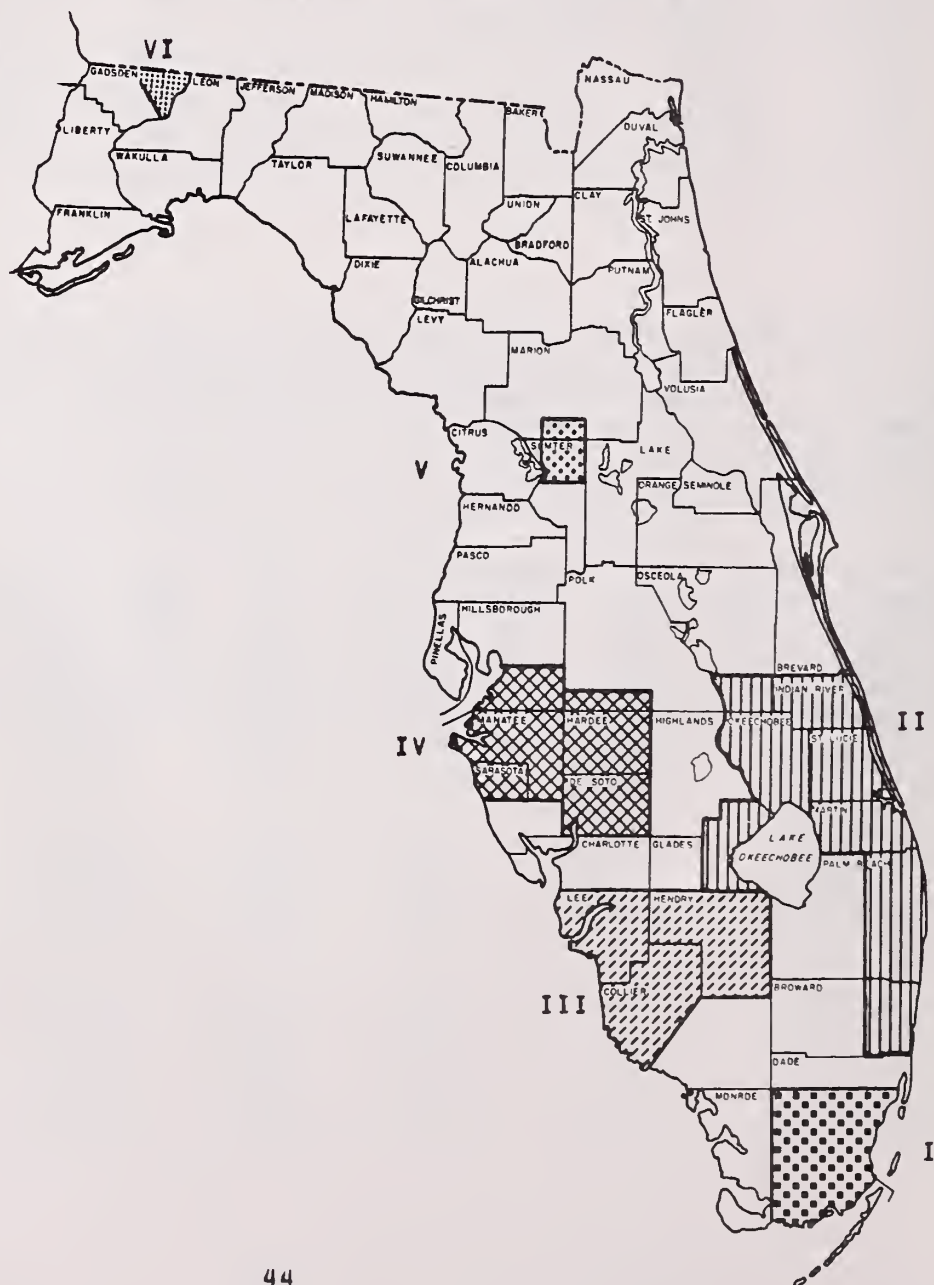 VI
GADSDEN
LEON
JEFFERSON
MADISON
HAMILTON
BAKER
NASSAU
DUVAL
LIBERTY
WAKULLA
TAYLOR
SUWANNEE
COLUMBIA
UNION
CLAY
ST. JOHNS
FRANKLIN
LAFAYETTE
BRADFORD
DIXIE
ALACHUA
PUTNAM
GILCHRIST
LEVY
FLAGLER
MARION
VOLUSIA
CITRUS
SUMTER
LAKE
V
ORANGE
SEMINOLE
HERNANDO
PASCO
POLK
OSCEOLA
HILLSBOROUGH
PINELLAS
BREVARD
INDIAN RIVER
MANATEE
HARDEE
HIGHLANDS
OKEECHOBEE
II
ST LUCIE
IV
SARASOTA
DE SOTO
MARTIN
LAKE
OKEECHOBEE
CHARLOTTE
GLADES
PALM BEACH
LEE
HENDRY
COLLIER
BROWARD
III
DADE
MONROE
I
44